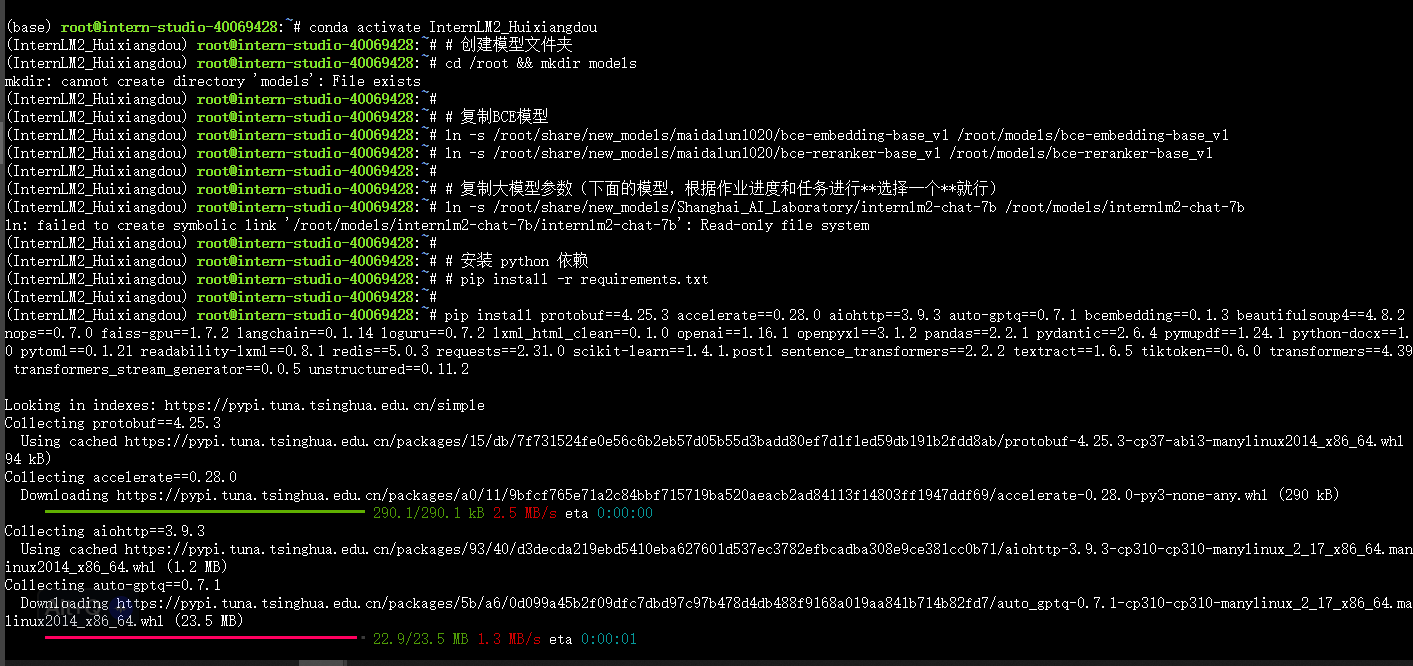 (base) root@intern-studio-40069428:~# conda activate InternLM2_Huixiangdou
(InternLM2_Huixiangdou) root@intern-studio-40069428:~# # 创建模型文件夹
(InternLM2_Huixiangdou) root@intern-studio-40069428:~# cd /root && mkdir models
mkdir: cannot create directory 'models': File exists
(InternLM2_Huixiangdou) root@intern-studio-40069428:~#
(InternLM2_Huixiangdou) root@intern-studio-40069428:~# # 复制BCE模型
(InternLM2_Huixiangdou) root@intern-studio-40069428:~# ln -s /root/share/new_models/maidalun1020/bce-embedding-base_v1 /root/models/bce-embedding-base_v1
(InternLM2_Huixiangdou) root@intern-studio-40069428:~# ln -s /root/share/new_models/maidalun1020/bce-reranker-base_v1 /root/models/bce-reranker-base_v1
(InternLM2_Huixiangdou) root@intern-studio-40069428:~#
(InternLM2_Huixiangdou) root@intern-studio-40069428:~# # 复制大模型参数（下面的模型，根据作业进度和任务进行**选择一个**就行）
(InternLM2_Huixiangdou) root@intern-studio-40069428:~# ln -s /root/share/new_models/Shanghai_AI_Laboratory/internlm2-chat-7b /root/models/internlm2-chat-7b
ln: failed to create symbolic link '/root/models/internlm2-chat-7b/internlm2-chat-7b': Read-only file system
(InternLM2_Huixiangdou) root@intern-studio-40069428:~#
(InternLM2_Huixiangdou) root@intern-studio-40069428:~# # 安装 python 依赖
(InternLM2_Huixiangdou) root@intern-studio-40069428:~# # pip install -r requirements.txt
(InternLM2_Huixiangdou) root@intern-studio-40069428:~#
(InternLM2_Huixiangdou) root@intern-studio-40069428:~# pip install protobuf==4.25.3 accelerate==0.28.0 aiohttp==3.9.3 auto-gptq==0.7.1 bcembedding==0.1.3 beautifulsoup4==4.8.2
nops==0.7.0 faiss-gpu==1.7.2 langchain==0.1.14 loguru==0.7.2 lxml_html_clean==0.1.0 openai==1.16.1 openpyxl==3.1.2 pandas==2.2.1 pydantic==2.6.4 pymupdf==1.24.1 python-docx==1.
0 pytoml==0.1.21 readability-lxml==0.8.1 redis==5.0.3 requests==2.31.0 scikit-learn==1.4.1.post1 sentence_transformers==2.2.2 textract==1.6.5 tiktoken==0.6.0 transformers==4.39
transformers_stream_generator==0.0.5 unstructured==0.11.2
Looking in indexes: https://pypi.tuna.tsinghua.edu.cn/simple
Collecting protobuf==4.25.3
Using cached https://pypi.tuna.tsinghua.edu.cn/packages/15/db/7f731524fe0e56c6b2eb57d05b55d3badd80ef7d1f1ed59db191b2fdd8ab/protobuf-4.25.3-cp37-abi3-manylinux2014_x86_64.whl
94 kB)
Collecting accelerate==0.28.0
Downloading https://pypi.tuna.tsinghua.edu.cn/packages/a0/11/9bfcf765e71a2c84bbf715719ba520aeacb2ad84113f14803ff1947ddf69/accelerate-0.28.0-py3-none-any.whl (290 kB)
290.1/290.1 kB 2.5 MB/s eta 0:00:00
Collecting aiohttp==3.9.3
Using cached https://pypi.tuna.tsinghua.edu.cn/packages/93/40/d3decda219ebd5410eba627601d537ec3782efbcadba308e9ce381cc0b71/aiohttp-3.9.3-cp310-cp310-manylinux_2_17_x86_64.man
inux2014_x86_64.whl (1.2 MB)
Collecting auto-gptq==0.7.1
Downloading https://pypi.tuna.tsinghua.edu.cn/packages/5b/a6/0d099a45b2f09dfc7dbd97c97b478d4db488f9168a019aa841b714b82fd7/auto_gptq-0.7.1-cp310-cp310-manylinux_2_17_x86_64.ma
linux2014_x86_64.whl (23.5 MB)
22.9/23.5 MB 1.3 MB/s eta 0:00:01